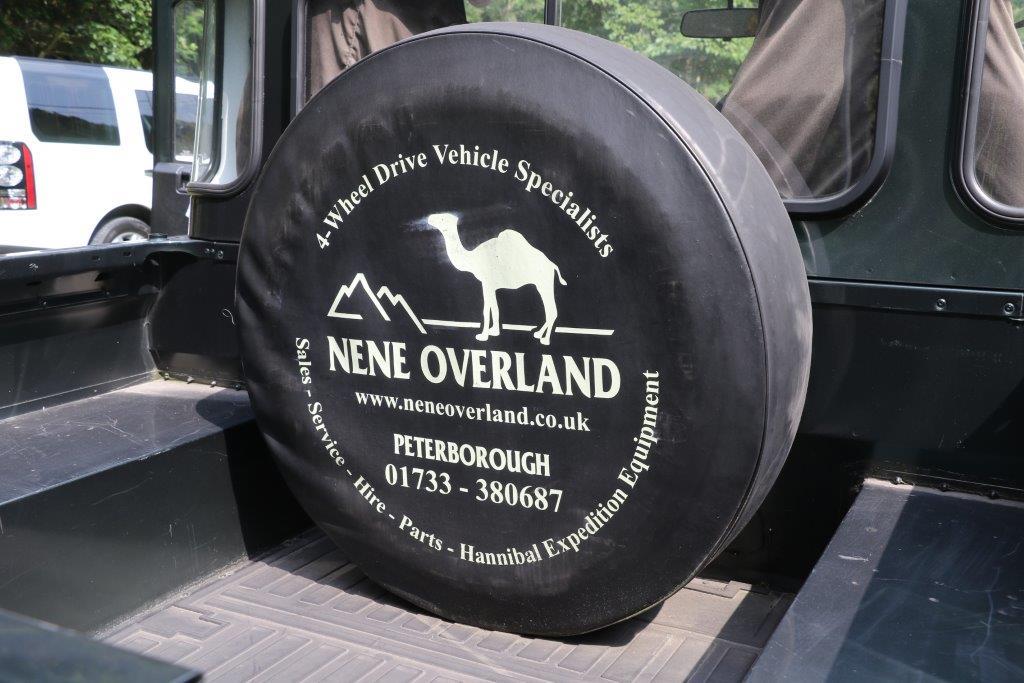 4-Wheel Drive Vehicle Specialists
NENE OVERLAND
www.neneoverland.co.uk
PETERBOROUGH
01733 - 380687
Sales - Service - Hire - Parts - Hannibal Expedition Equipment